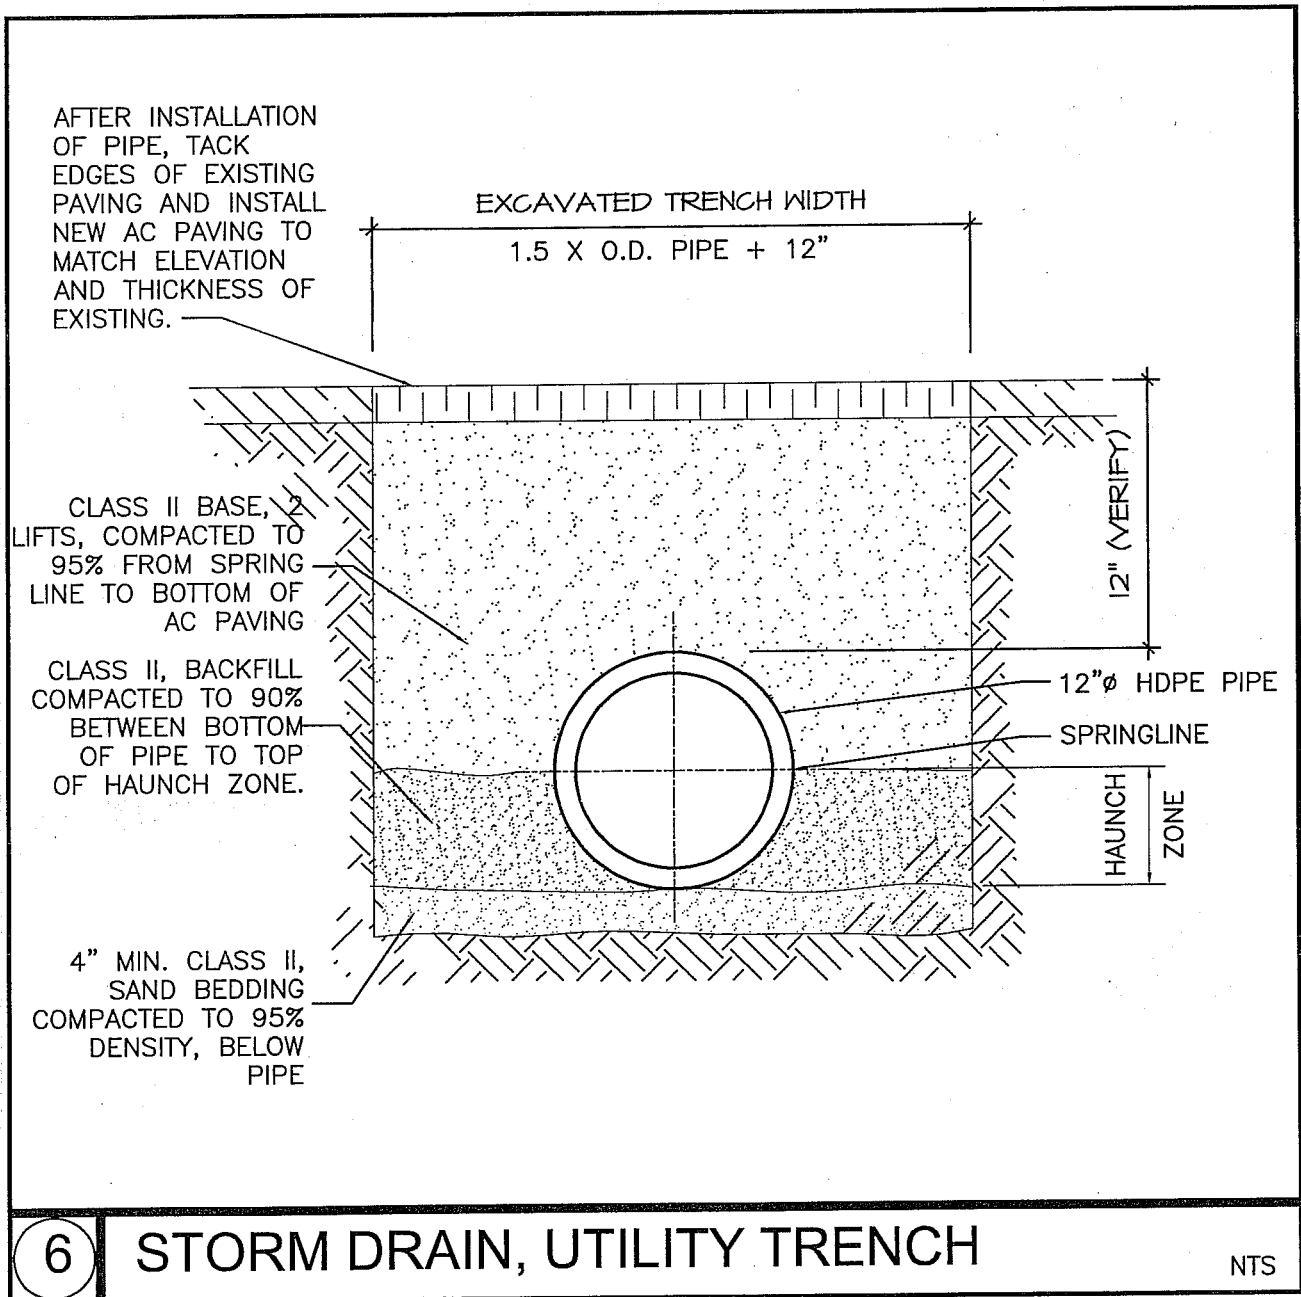 AFTER INSTALLATION
OF PIPE, TACK
EDGES OF EXISTING
PAVING AND INSTALL
NEW AC PAVING TO
MATCH ELEVATION
AND THICKNESS OF
EXISTING.
EXCAVATED TRENCH WIDTH
1.5 X O.D. PIPE + 12"
12" (VERIFY)
CLASS II BASE, 2
LIFTS, COMPACTED TO
95% FROM SPRING
LINE TO BOTTOM OF
AC PAVING
CLASS II, BACKFILL
COMPACTED TO 90%
BETWEEN BOTTOM
OF PIPE TO TOP
OF HAUNCH ZONE.
12"ø HDPE PIPE
SPRINGLINE
HAUNCH
ZONE
4" MIN. CLASS II,
SAND BEDDING
COMPACTED TO 95%
DENSITY, BELOW
PIPE
6
STORM DRAIN, UTILITY TRENCH
NTS